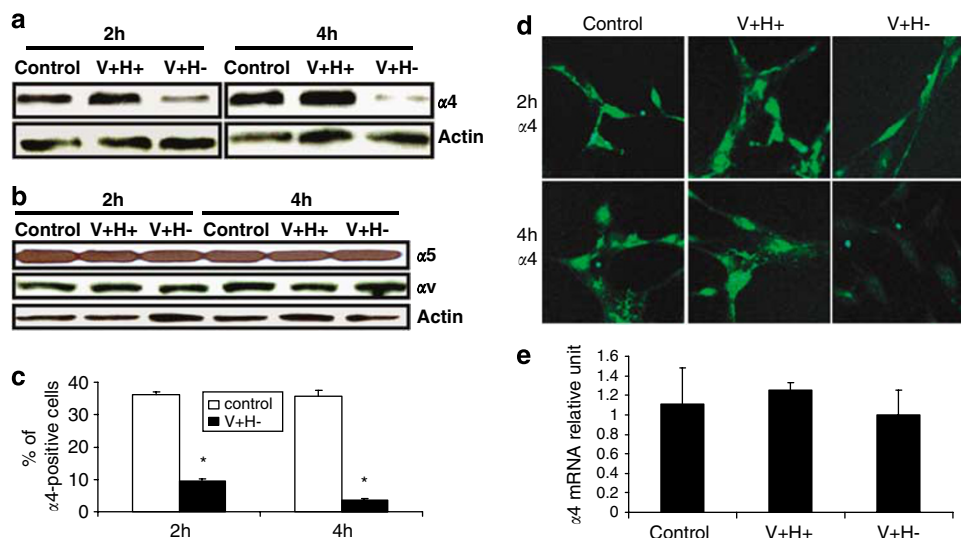 a
2h 4h
Control V+H+ V+H- Control V+H+ V+H-
α4
Actin
b
2h 4h
Control V+H+ V+H- Control V+H+ V+H-
α5
αv
Actin
c
% of
α4-positive cells
40
30
20
10
0
control
V+H-
*
*
2h 4h
d
Control V+H+ V+H-
2h
α4
4h
α4
e
α4 mRNA relative unit
1.6
1.4
1.2
1
0.8
0.6
0.4
0.2
0
Control V+H+ V+H-